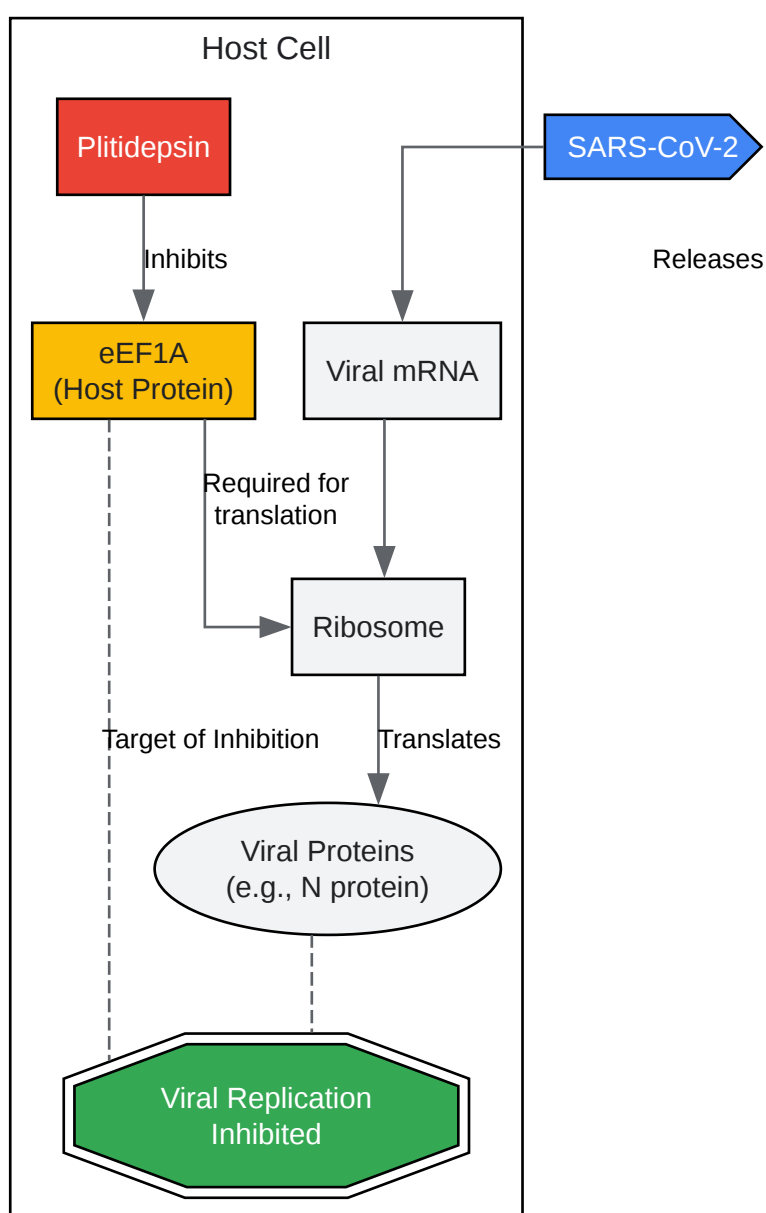 Host Cell
Plitidepsin
SARS-CoV-2
Inhibits
Releases
eEF1A
(Host Protein)
Viral mRNA
Required for
translation
Ribosome
Target of Inhibition
Translates
Viral Proteins
(e.g., N protein)
Viral Replication
Inhibited